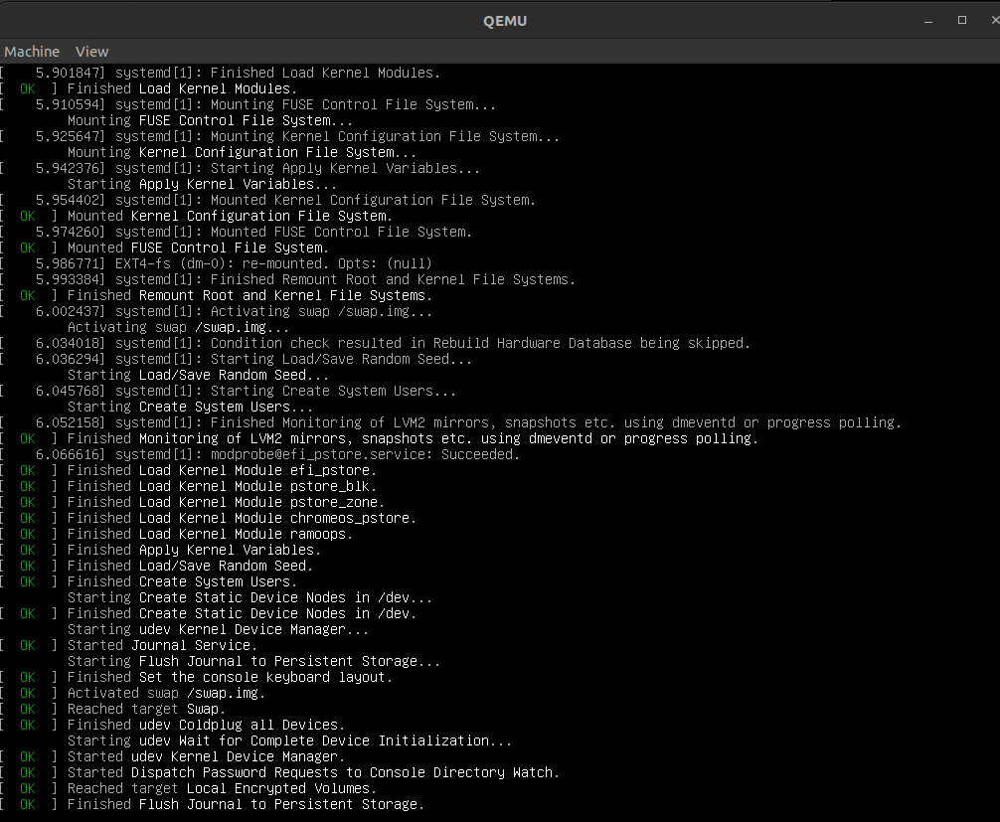 QEMU
Machine View
[    5.901847] systemd[1]: Finished Load Kernel Modules.
[  OK  ] Finished Load Kernel Modules.
[    5.910594] systemd[1]: Mounting FUSE Control File System...
         Mounting FUSE Control File System...
[    5.925647] systemd[1]: Mounting Kernel Configuration File System...
         Mounting Kernel Configuration File System...
[    5.942376] systemd[1]: Starting Apply Kernel Variables...
         Starting Apply Kernel Variables...
[    5.954402] systemd[1]: Mounted Kernel Configuration File System.
[  OK  ] Mounted Kernel Configuration File System.
[    5.974260] systemd[1]: Mounted FUSE Control File System.
[  OK  ] Mounted FUSE Control File System.
[    5.986771] EXT4-fs (dm-0): re-mounted. Opts: (null)
[    5.993384] systemd[1]: Finished Remount Root and Kernel File Systems.
[  OK  ] Finished Remount Root and Kernel File Systems.
[    6.002437] systemd[1]: Activating swap /swap.img...
         Activating swap /swap.img...
[    6.034018] systemd[1]: Condition check resulted in Rebuild Hardware Database being skipped.
[    6.036294] systemd[1]: Starting Load/Save Random Seed...
         Starting Load/Save Random Seed...
[    6.045768] systemd[1]: Starting Create System Users...
         Starting Create System Users...
[    6.052158] systemd[1]: Finished Monitoring of LVM2 mirrors, snapshots etc. using dmeventd or progress polling.
[  OK  ] Finished Monitoring of LVM2 mirrors, snapshots etc. using dmeventd or progress polling.
[    6.066616] systemd[1]: modprobe@efi_pstore.service: Succeeded.
[  OK  ] Finished Load Kernel Module efi_pstore.
[  OK  ] Finished Load Kernel Module pstore_blk.
[  OK  ] Finished Load Kernel Module pstore_zone.
[  OK  ] Finished Load Kernel Module chromeos_pstore.
[  OK  ] Finished Load Kernel Module ramoops.
[  OK  ] Finished Apply Kernel Variables.
[  OK  ] Finished Load/Save Random Seed.
[  OK  ] Finished Create System Users.
         Starting Create Static Device Nodes in /dev...
[  OK  ] Finished Create Static Device Nodes in /dev.
         Starting udev Kernel Device Manager...
[  OK  ] Started Journal Service.
         Starting Flush Journal to Persistent Storage...
[  OK  ] Finished Set the console keyboard layout.
[  OK  ] Activated swap /swap.img.
[  OK  ] Reached target Swap.
[  OK  ] Finished udev Coldplug all Devices.
         Starting udev Wait for Complete Device Initialization...
[  OK  ] Started udev Kernel Device Manager.
[  OK  ] Started Dispatch Password Requests to Console Directory Watch.
[  OK  ] Reached target Local Encrypted Volumes.
[  OK  ] Finished Flush Journal to Persistent Storage.